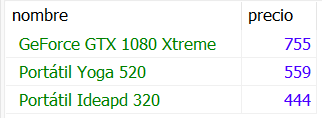 nombre precio
GeForce GTX 1080 Xtreme 755
Portátil Yoga 520 559
Portátil Ideapd 320 444